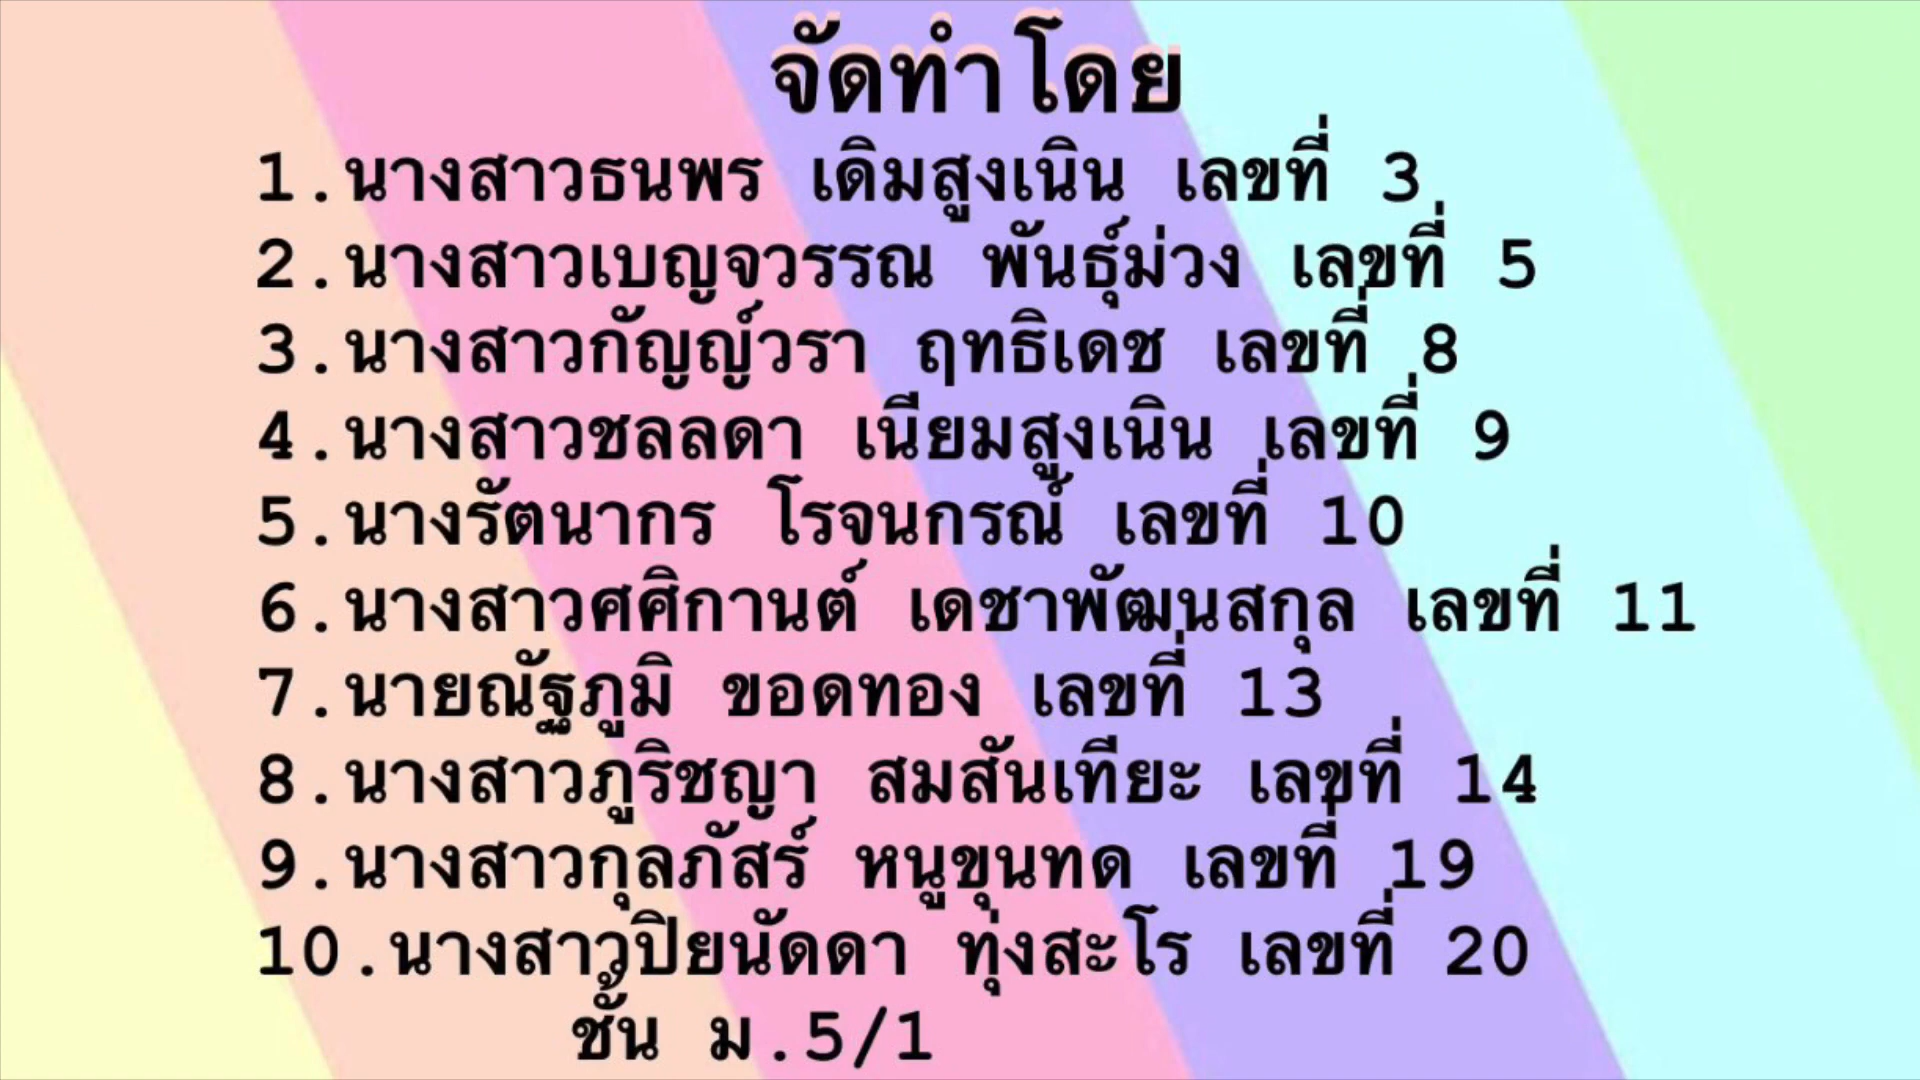 จัดทำโดย
1.นางสาวธนพร เดิมสูงเนิน เลขที่ 3
2.นางสาวเบญจวรรณ พันธุ์ม่วง เลขที่ 5
3.นางสาวกัญญ์วรา ฤทธิเดช เลขที่ 8
4.นางสาวชลลดา เนียมสูงเนิน เลขที่ 9
5.นางรัตนากร โรจนกรณ์ เลขที่ 10
6.นางสาวศศิกานต์ เดชาพัฒนสกุล เลขที่ 11
7.นายณัฐภูมิ ขอดทอง เลขที่ 13
8.นางสาวภูริชญา สมสันเทียะ เลขที่ 14
9.นางสาวกุลภัสร์ หนูขุนทด เลขที่ 19
10.นางสาวปิยนัดดา ทุ่งสะโร เลขที่ 20
ชั้น ม.5/1